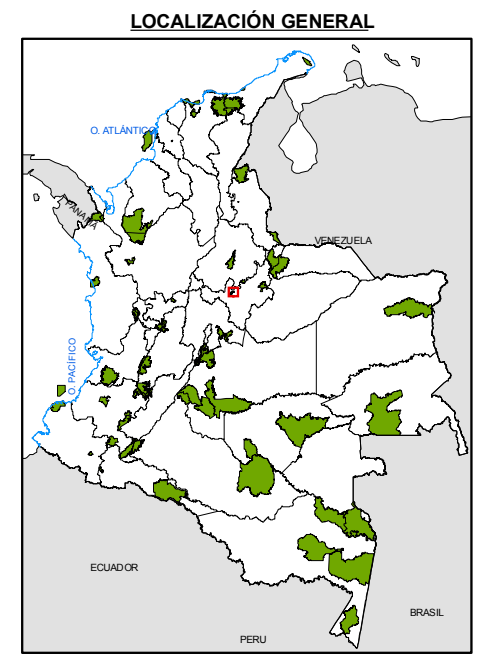 LOCALIZACIÓN GENERAL
O. ATLÁNTICO
PANAMÁ
VENEZUELA
O. PACÍFICO
ECUADOR
BRASIL
PERU